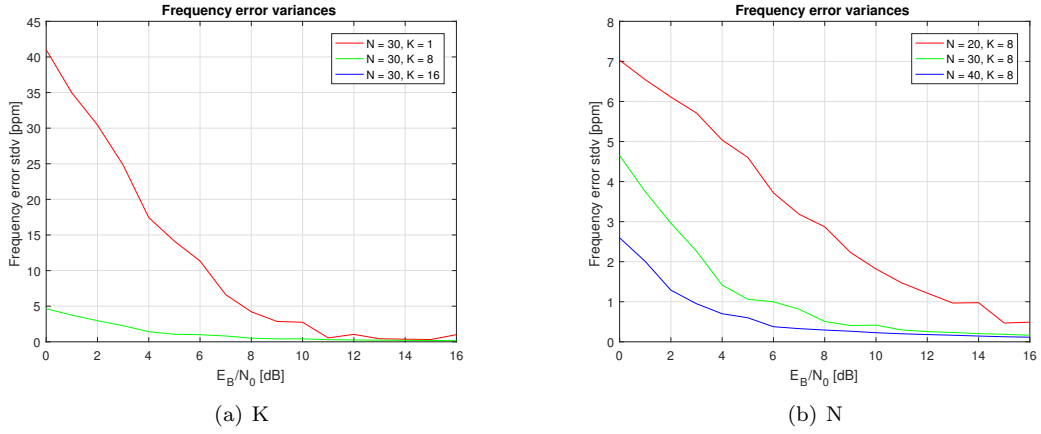 Frequency error variances
45
40
35
30
25
20
15
10
5
0
Frequency error stdv [ppm]
N = 30, K = 1
N = 30, K = 8
N = 30, K = 16
0 2 4 6 8 10 12 14 16
E_B/N_0 [dB]
(a) K
Frequency error variances
8
7
6
5
4
3
2
1
0
Frequency error stdv [ppm]
N = 20, K = 8
N = 30, K = 8
N = 40, K = 8
0 2 4 6 8 10 12 14 16
E_B/N_0 [dB]
(b) N